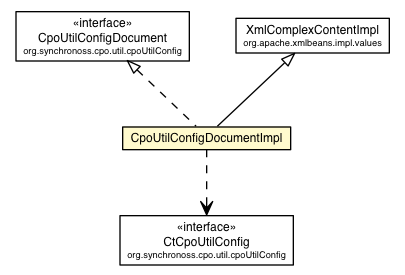 «interface»
CpoUtilConfigDocument
org.synchronoss.cpo.util.cpoUtilConfig
XmlComplexContentImpl
org.apache.xmlbeans.impl.values
CpoUtilConfigDocumentImpl
«interface»
CtCpoUtilConfig
org.synchronoss.cpo.util.cpoUtilConfig